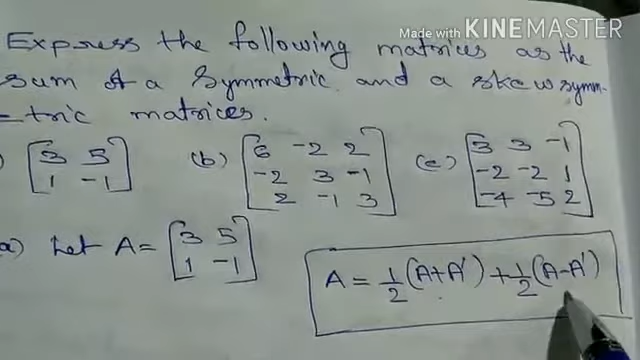 Made with KINEMASTER
Express the following matrices as the
sum of a symmetric and a skew symm-
-tric matrices.
) [3 5
1 -1] (b) [6 -2 2
-2 3 -1
2 -1 3] (c) [3 3 -1
-2 -2 1
-4 -5 2]
a) Let A = [3 5
1 -1]
A = 1/2 (A+A') + 1/2 (A-A')